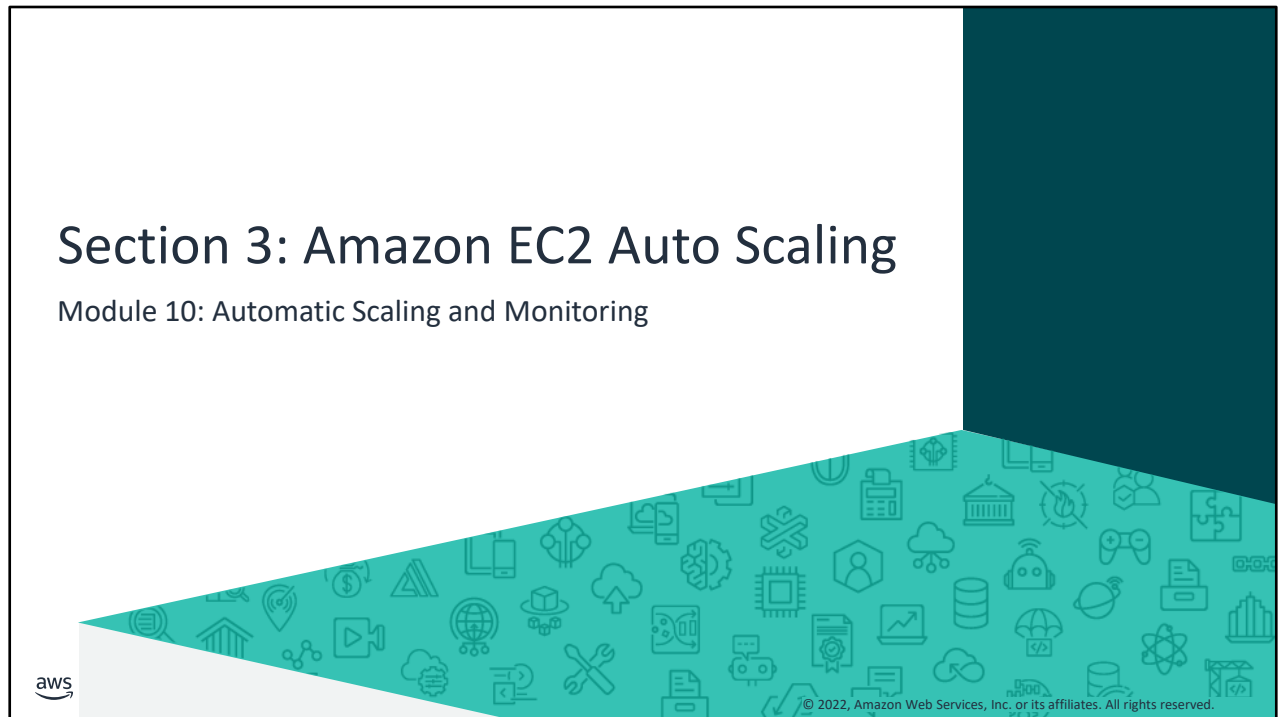 Section 3: Amazon EC2 Auto Scaling
Module 10: Automatic Scaling and Monitoring
aws
© 2022, Amazon Web Services, Inc. or its affiliates. All rights reserved.